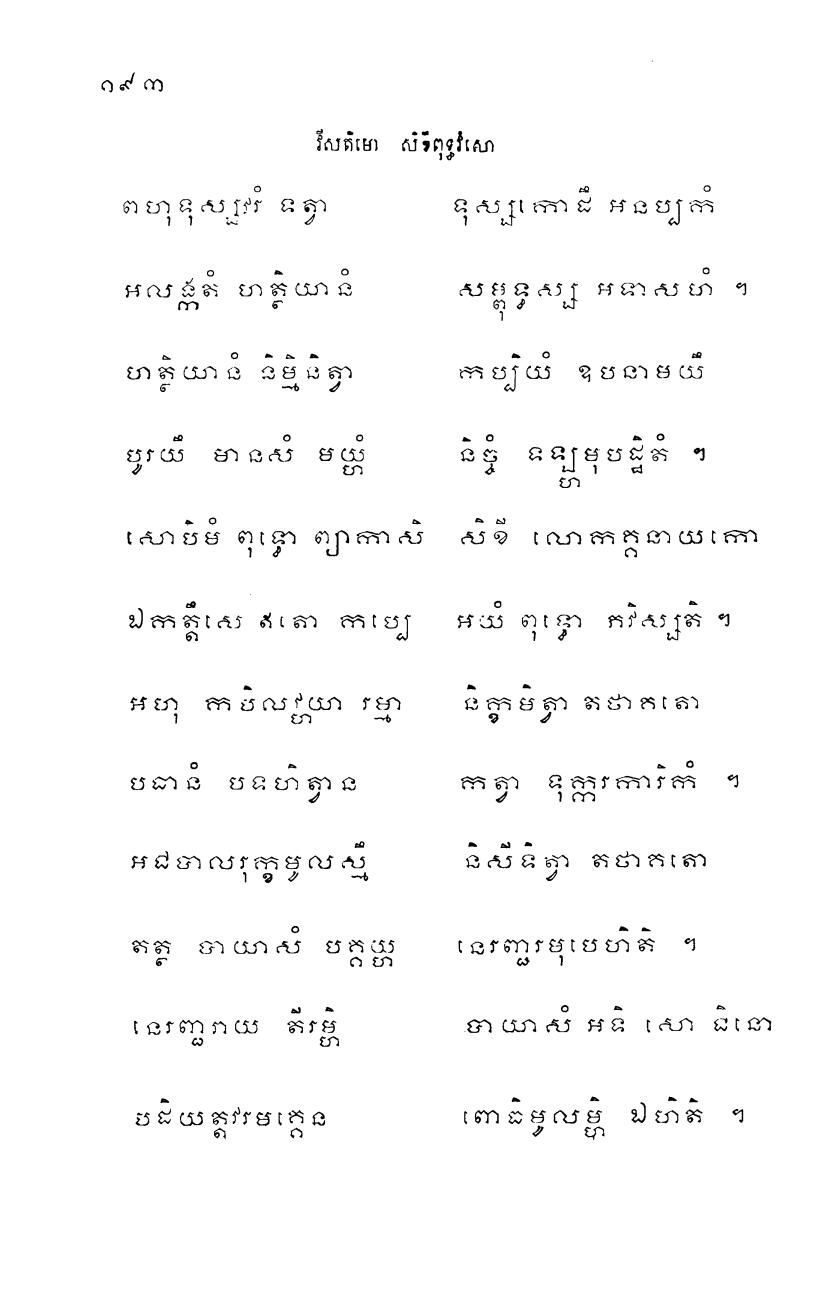 ១៩៣
វីសតិមោ សិខីពុទ្ធវំសោ
ពហុទុស្សវរំ ទត្វា ទុស្សកោដឹ អនប្បកំ
អលង្កតំ ហត្ថិយានំ សម្ពុទ្ធស្ស អទាសហំ ។
ហត្ថិយានំ និម្មិនិត្វា កប្បិយំ ឧបនាមយឹ
បូរយឹ មានសំ មយ្ហំ និច្ចំ ទឡ្ហមុបដ្ឋិតំ ។
សោបិមំ ពុទ្ធោ ព្យាកាសិ សិខី លោកគ្គនាយកោ
ឯកត្តឹសេ ឥតោ កប្បេ អយំ ពុទ្ធោ ភវិស្សតិ ។
អហុ កបិលវ្ហយា រម្មា និក្ខមិត្វា តថាគតោ
បធានំ បទហិត្វាន កត្វា ទុក្ករការិកំ ។
អជបាលរុក្ខមូលស្មឹ និសីទិត្វា តថាគតោ
តត្ថ បាយាសំ បគ្គយ្ហ នេរញ្ជរមុបេហិតិ ។
នេរញ្ជរាយ តីរម្ហិ បាយាសំ អទិ សោ ជិនោ
បដិយត្តវរមគ្គេន ពោធិមូលម្ហិ ឯហិតិ ។